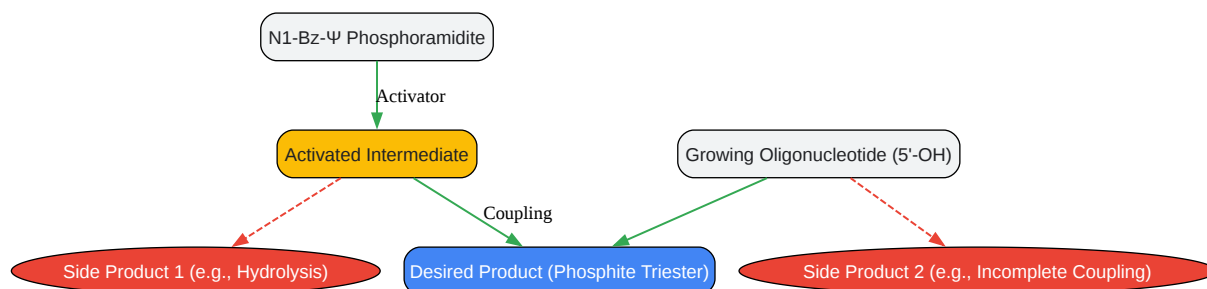 N1-Bz-Ψ Phosphoramidite
Activator
Activated Intermediate
Growing Oligonucleotide (5'-OH)
Coupling
Side Product 1 (e.g., Hydrolysis)
Desired Product (Phosphite Triester)
Side Product 2 (e.g., Incomplete Coupling)